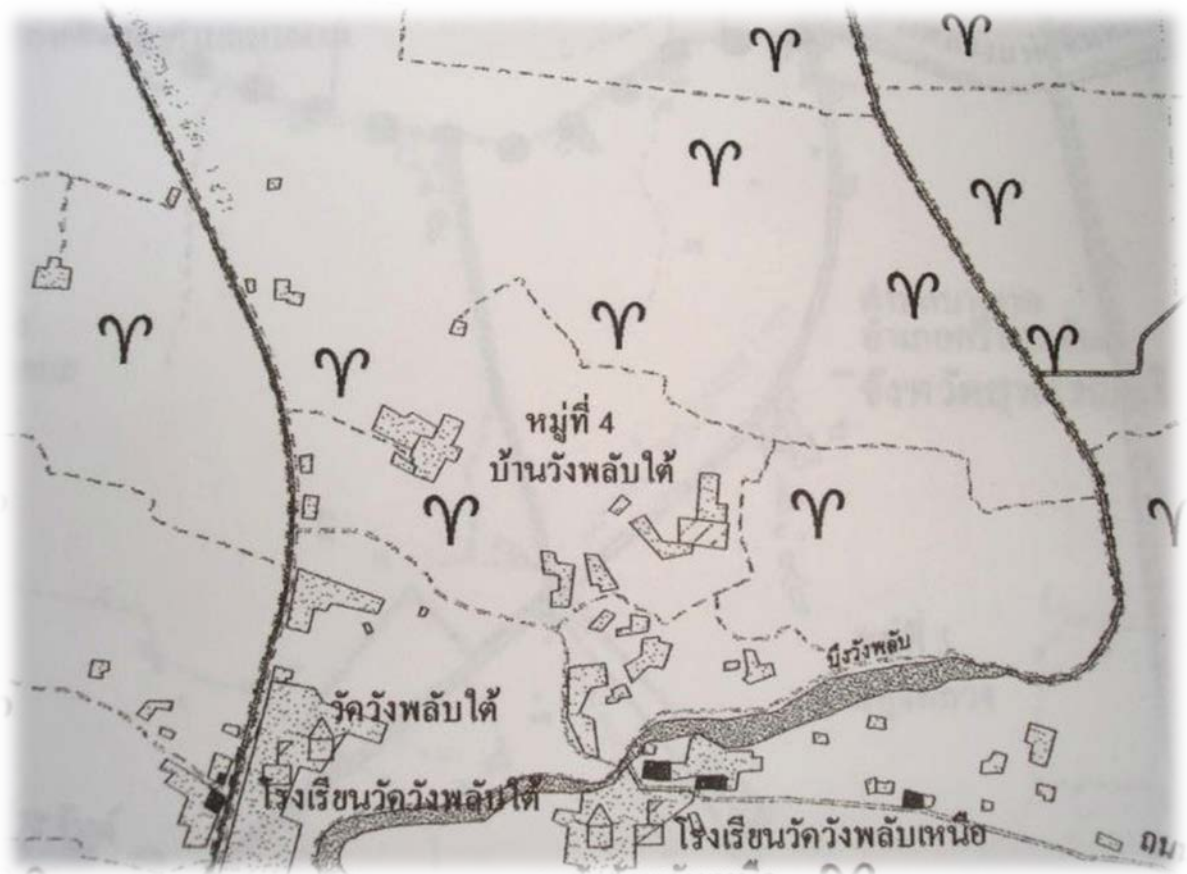 หมู่ที่ 4
บ้านวังพลับใต้
บึงวังพลับ
วัดวังพลับใต้
โรงเรียนวัดวังพลับใต้
โรงเรียนวัดวังพลับเหนือ